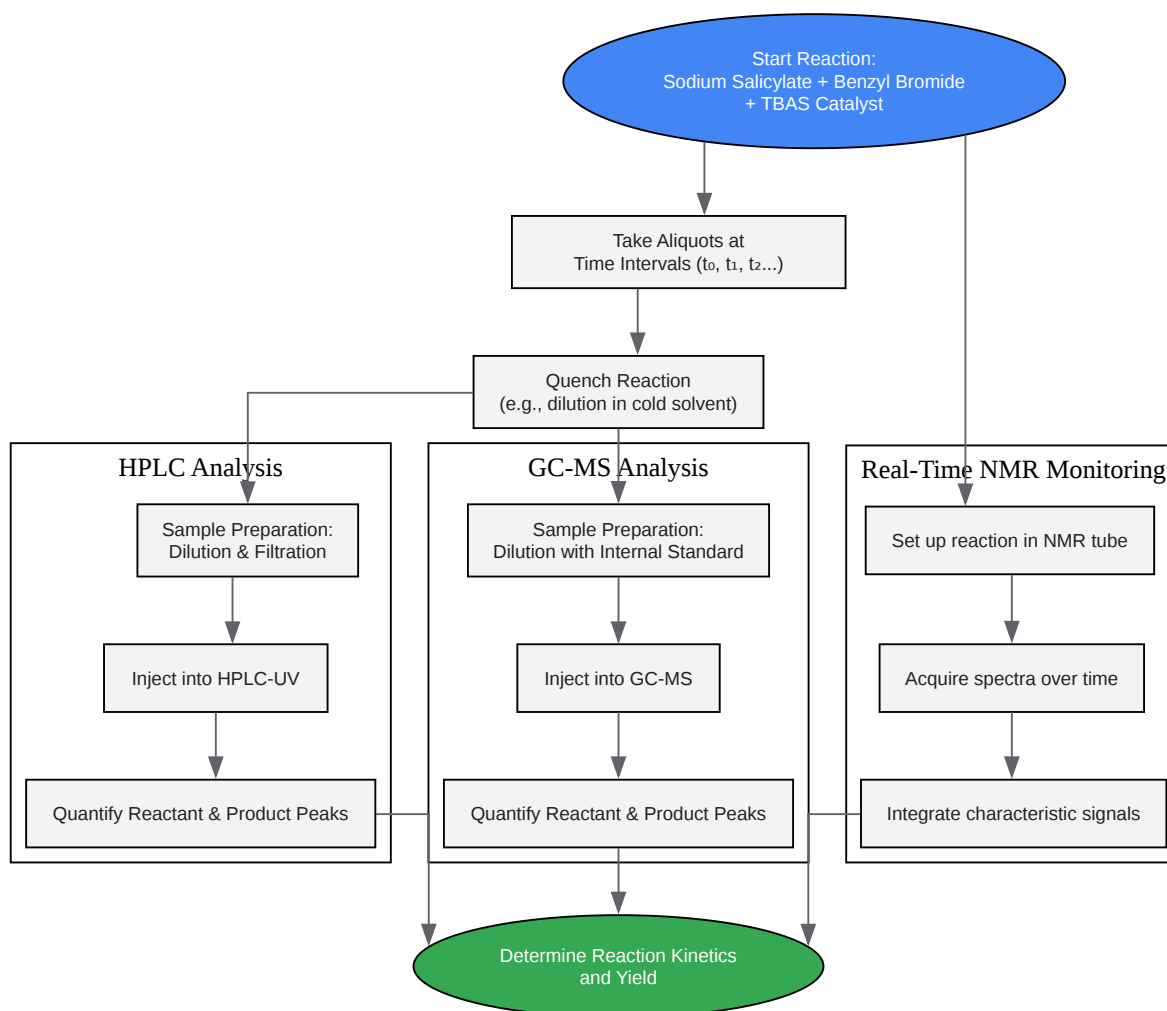 Start Reaction:
Sodium Salicylate + Benzyl Bromide
+ TBAS Catalyst
Take Aliquots at
Time Intervals (t₀, t₁, t₂...)
Quench Reaction
(e.g., dilution in cold solvent)
HPLC Analysis
Sample Preparation:
Dilution & Filtration
Inject into HPLC-UV
Quantify Reactant & Product Peaks
GC-MS Analysis
Sample Preparation:
Dilution with Internal Standard
Inject into GC-MS
Quantify Reactant & Product Peaks
Real-Time NMR Monitoring
Set up reaction in NMR tube
Acquire spectra over time
Integrate characteristic signals
Determine Reaction Kinetics
and Yield